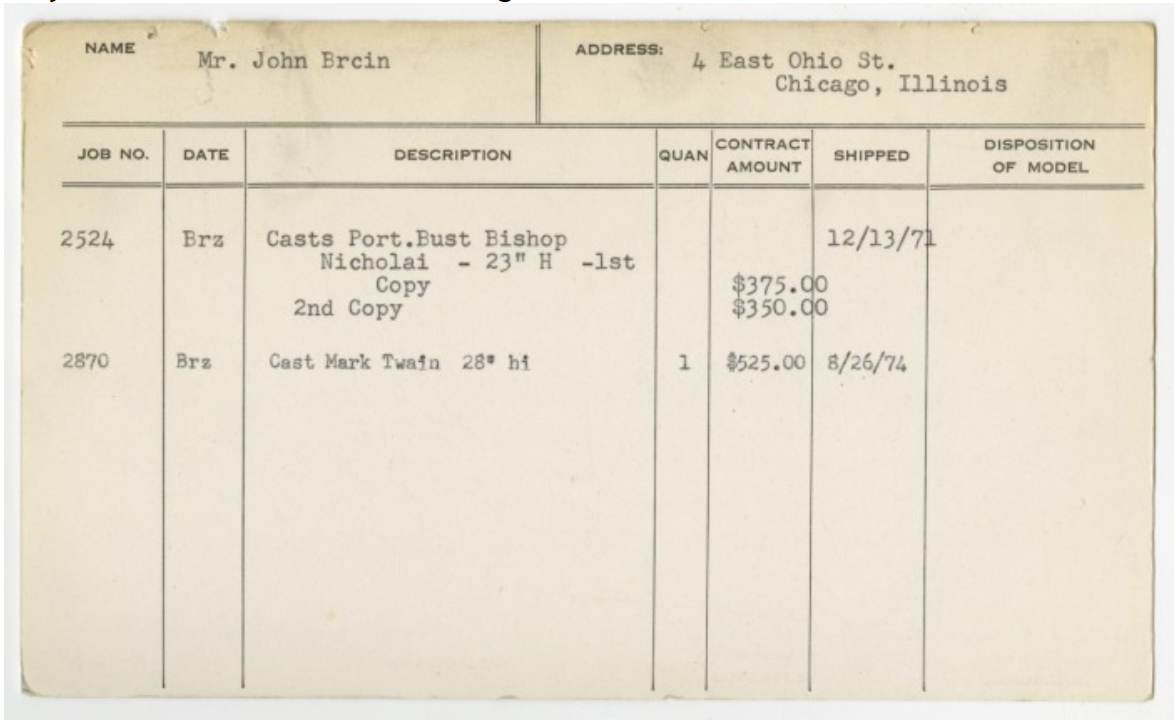 NAME Mr. John Brcin ADDRESS: 4 East Ohio St.
Chicago, Illinois
JOB NO. DATE DESCRIPTION QUAN CONTRACT AMOUNT SHIPPED DISPOSITION OF MODEL
2524 Brz Casts Port.Bust Bishop 12/13/71
Nicholai - 23" H -1st
Copy $375.00
2nd Copy $350.00
2870 Brz Cast Mark Twain 28" hi 1 $525.00 8/26/74